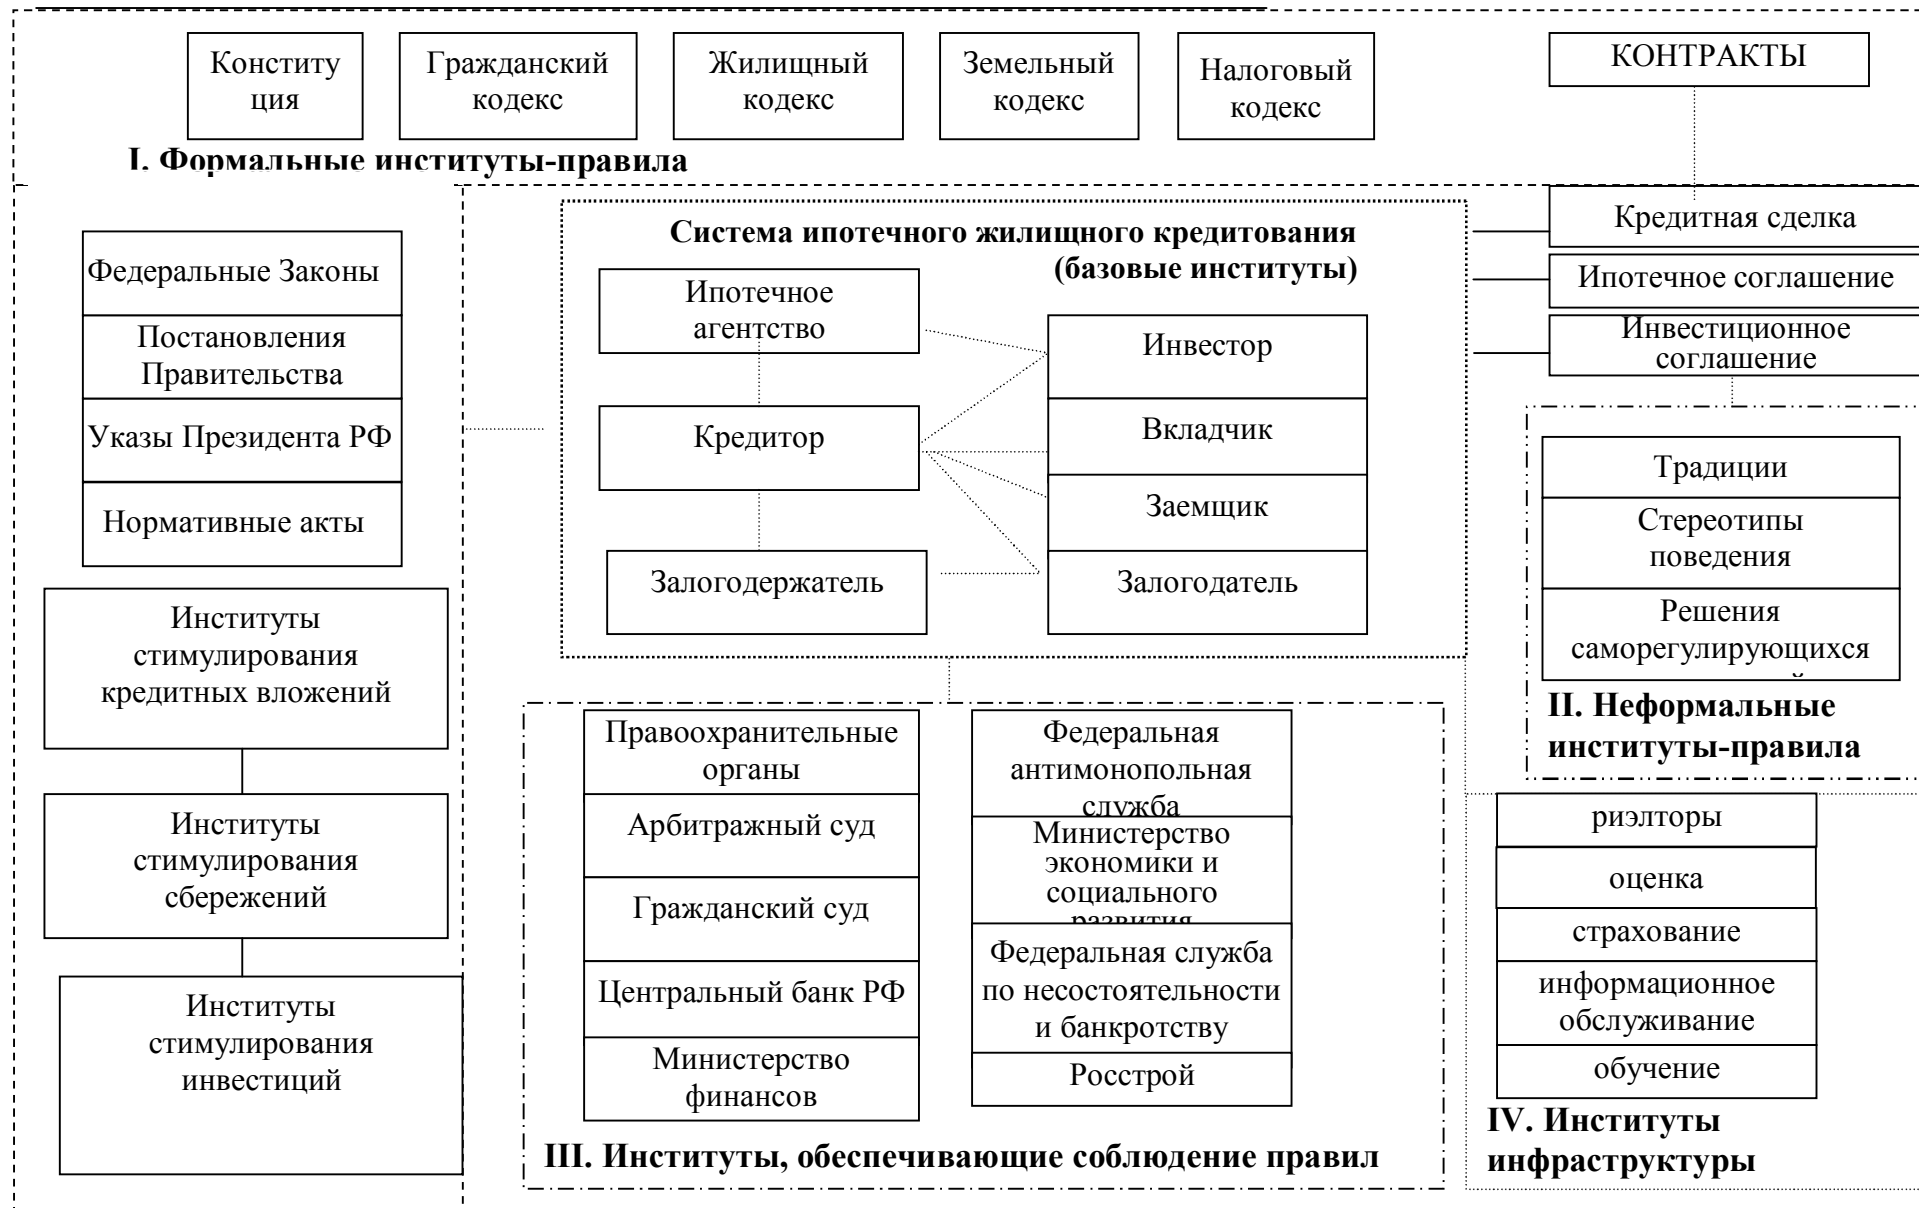 Конститу
ция
Гражданский
кодекс
Жилищный
кодекс
Земельный
кодекс
Налоговый
кодекс
КОНТРАКТЫ
I. Формальные институты-правила
Федеральные Законы
Постановления
Правительства
Указы Президента РФ
Нормативные акты
Институты
стимулирования
кредитных вложений
Институты
стимулирования
сбережений
Институты
стимулирования
инвестиций
Система ипотечного жилищного кредитования
(базовые институты)
Ипотечное
агентство
Кредитор
Залогодержатель
Инвестор
Вкладчик
Заемщик
Залогодатель
Кредитная сделка
Ипотечное соглашение
Инвестиционное
соглашение
Традиции
Стереотипы
поведения
Решения
саморегулирующихся
II. Неформальные
институты-правила
Правоохранительные
органы
Арбитражный суд
Гражданский суд
Центральный банк РФ
Министерство
финансов
Федеральная
антимонопольная
служба
Министерство
экономики и
социального
развития
Федеральная служба
по несостоятельности
и банкротству
Росстрой
III. Институты, обеспечивающие соблюдение правил
риэлторы
оценка
страхование
информационное
обслуживание
обучение
IV. Институты
инфраструктуры